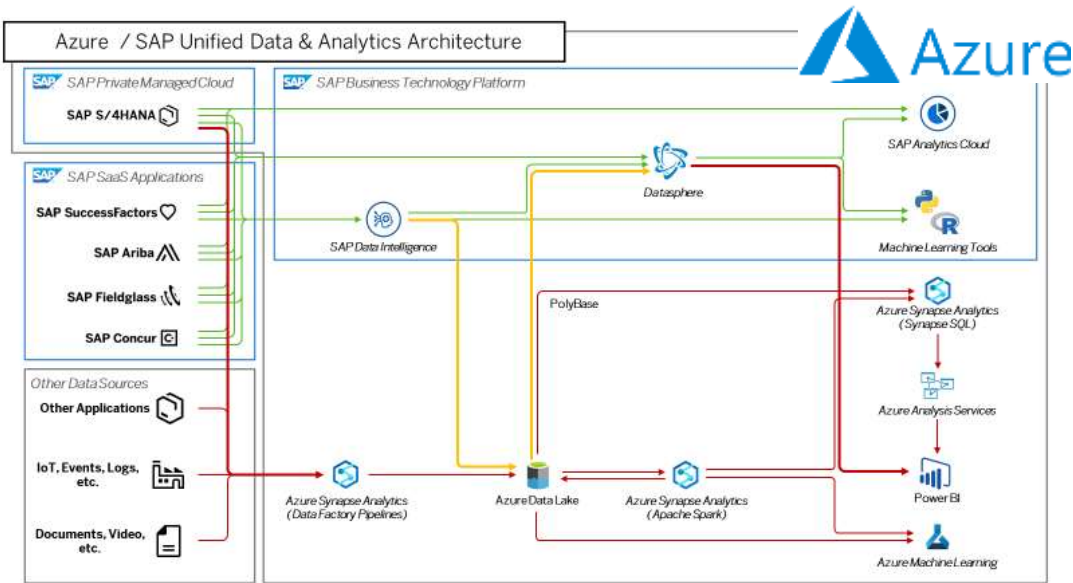 Azure / SAP Unified Data & Analytics Architecture
Azure
SAP SAP Private Managed Cloud
SAP S/4HANA
SAP SAP Business Technology Platform
SAP Analytics Cloud
Datasphere
SAP SAP SaaS Applications
SAP SuccessFactors
SAP Ariba
SAP Fieldglass
SAP Concur
SAP Data Intelligence
R
Machine Learning Tools
PolyBase
Azure Synapse Analytics
(Synapse SQL)
Azure Analysis Services
Other Data Sources
Other Applications
IoT, Events, Logs,
etc.
Documents, Video,
etc.
Azure Synapse Analytics
(Data Factory Pipelines)
Azure Data Lake
Azure Synapse Analytics
(Apache Spark)
Power BI
Azure Machine Learning